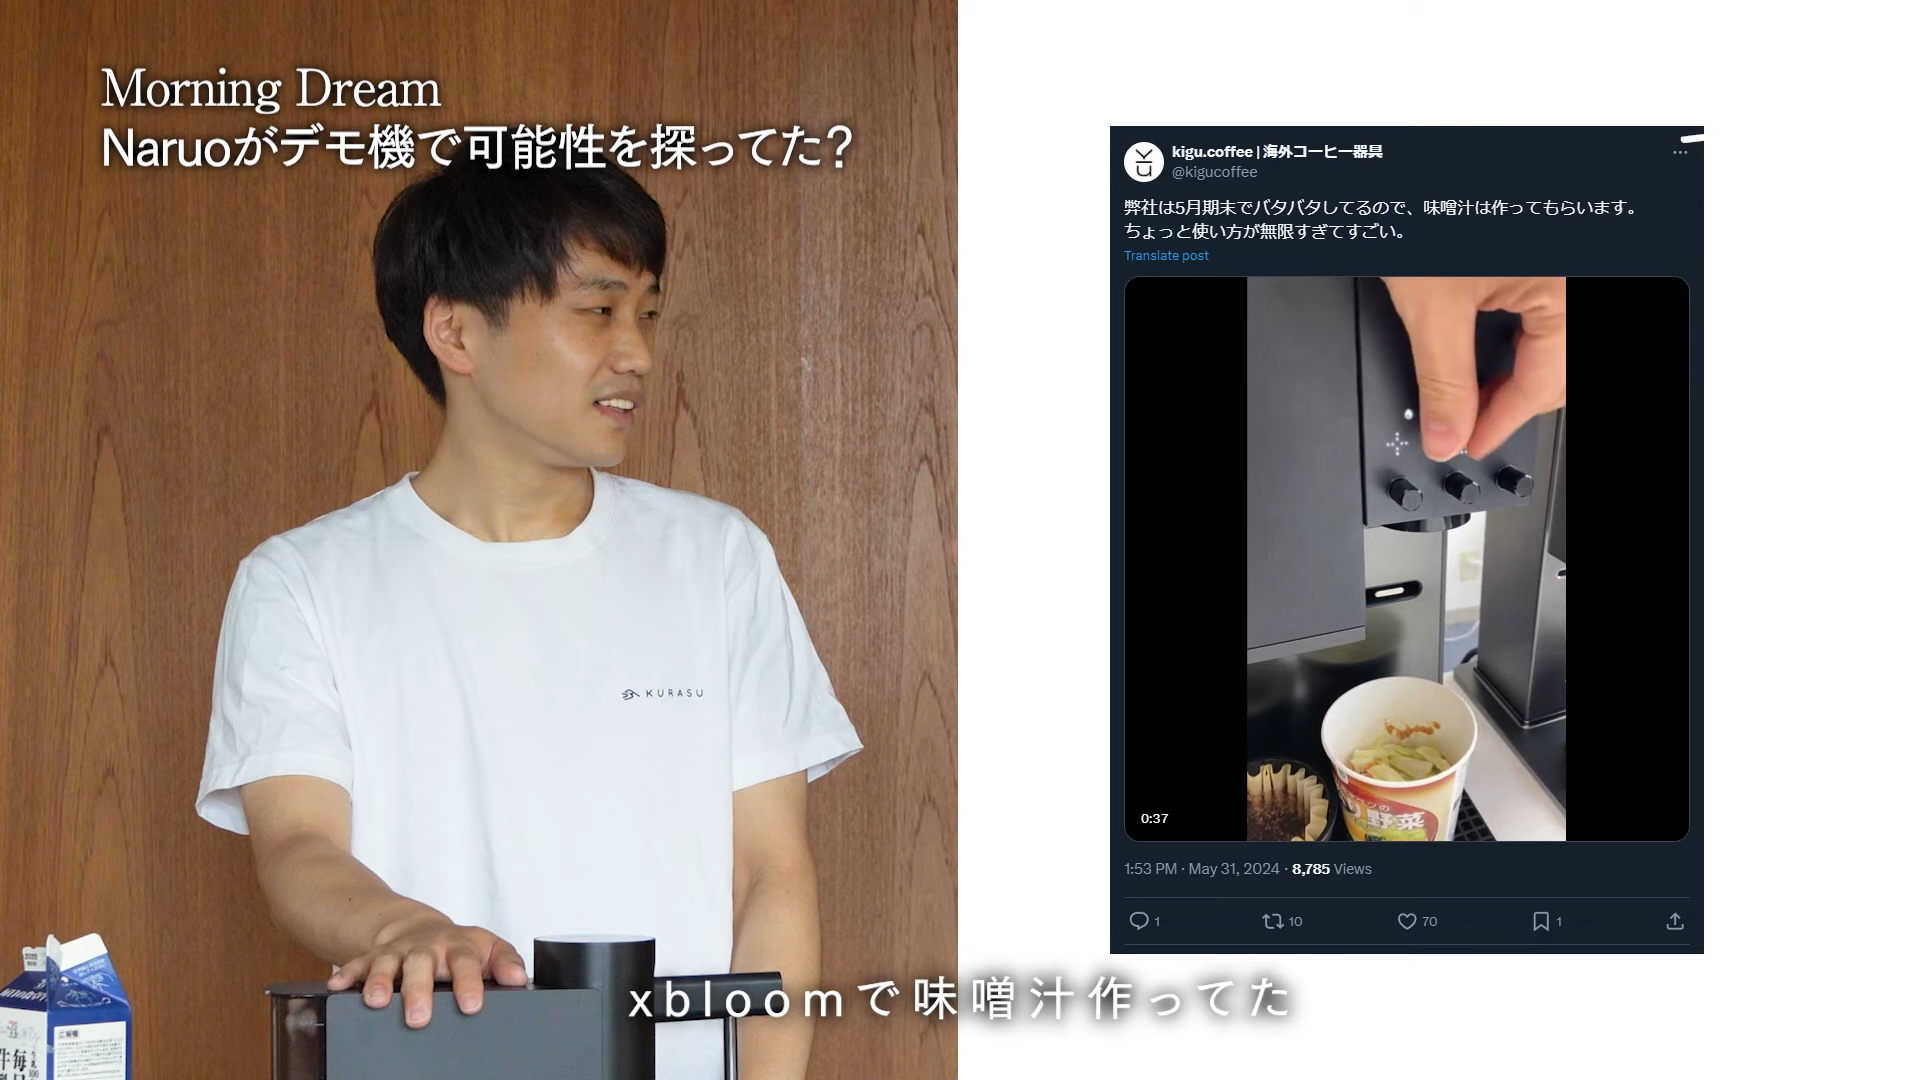 Morning Dream
Naruoがデモ機で可能性を探ってた?
KURASU
kigu.coffee | 海外コーヒー器具
@kigucoffee
弊社は5月期末でバタバタしてるので、味噌汁は作ってもらいます。
ちょっと使い方が無限すぎてすごい。
Translate post
野菜
0:37
1:53 PM · May 31, 2024 · 8,785 Views
1
10
70
1
xbloomで味噌汁作ってた